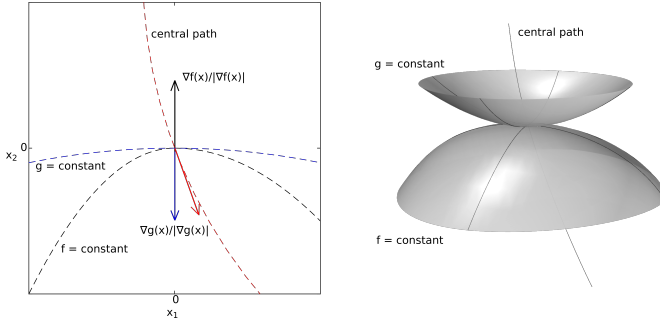 central path
∇f(x)/|∇f(x)|
x₂
0
g = constant
∇g(x)/|∇g(x)|
f = constant
0
x₁
central path
g = constant
f = constant